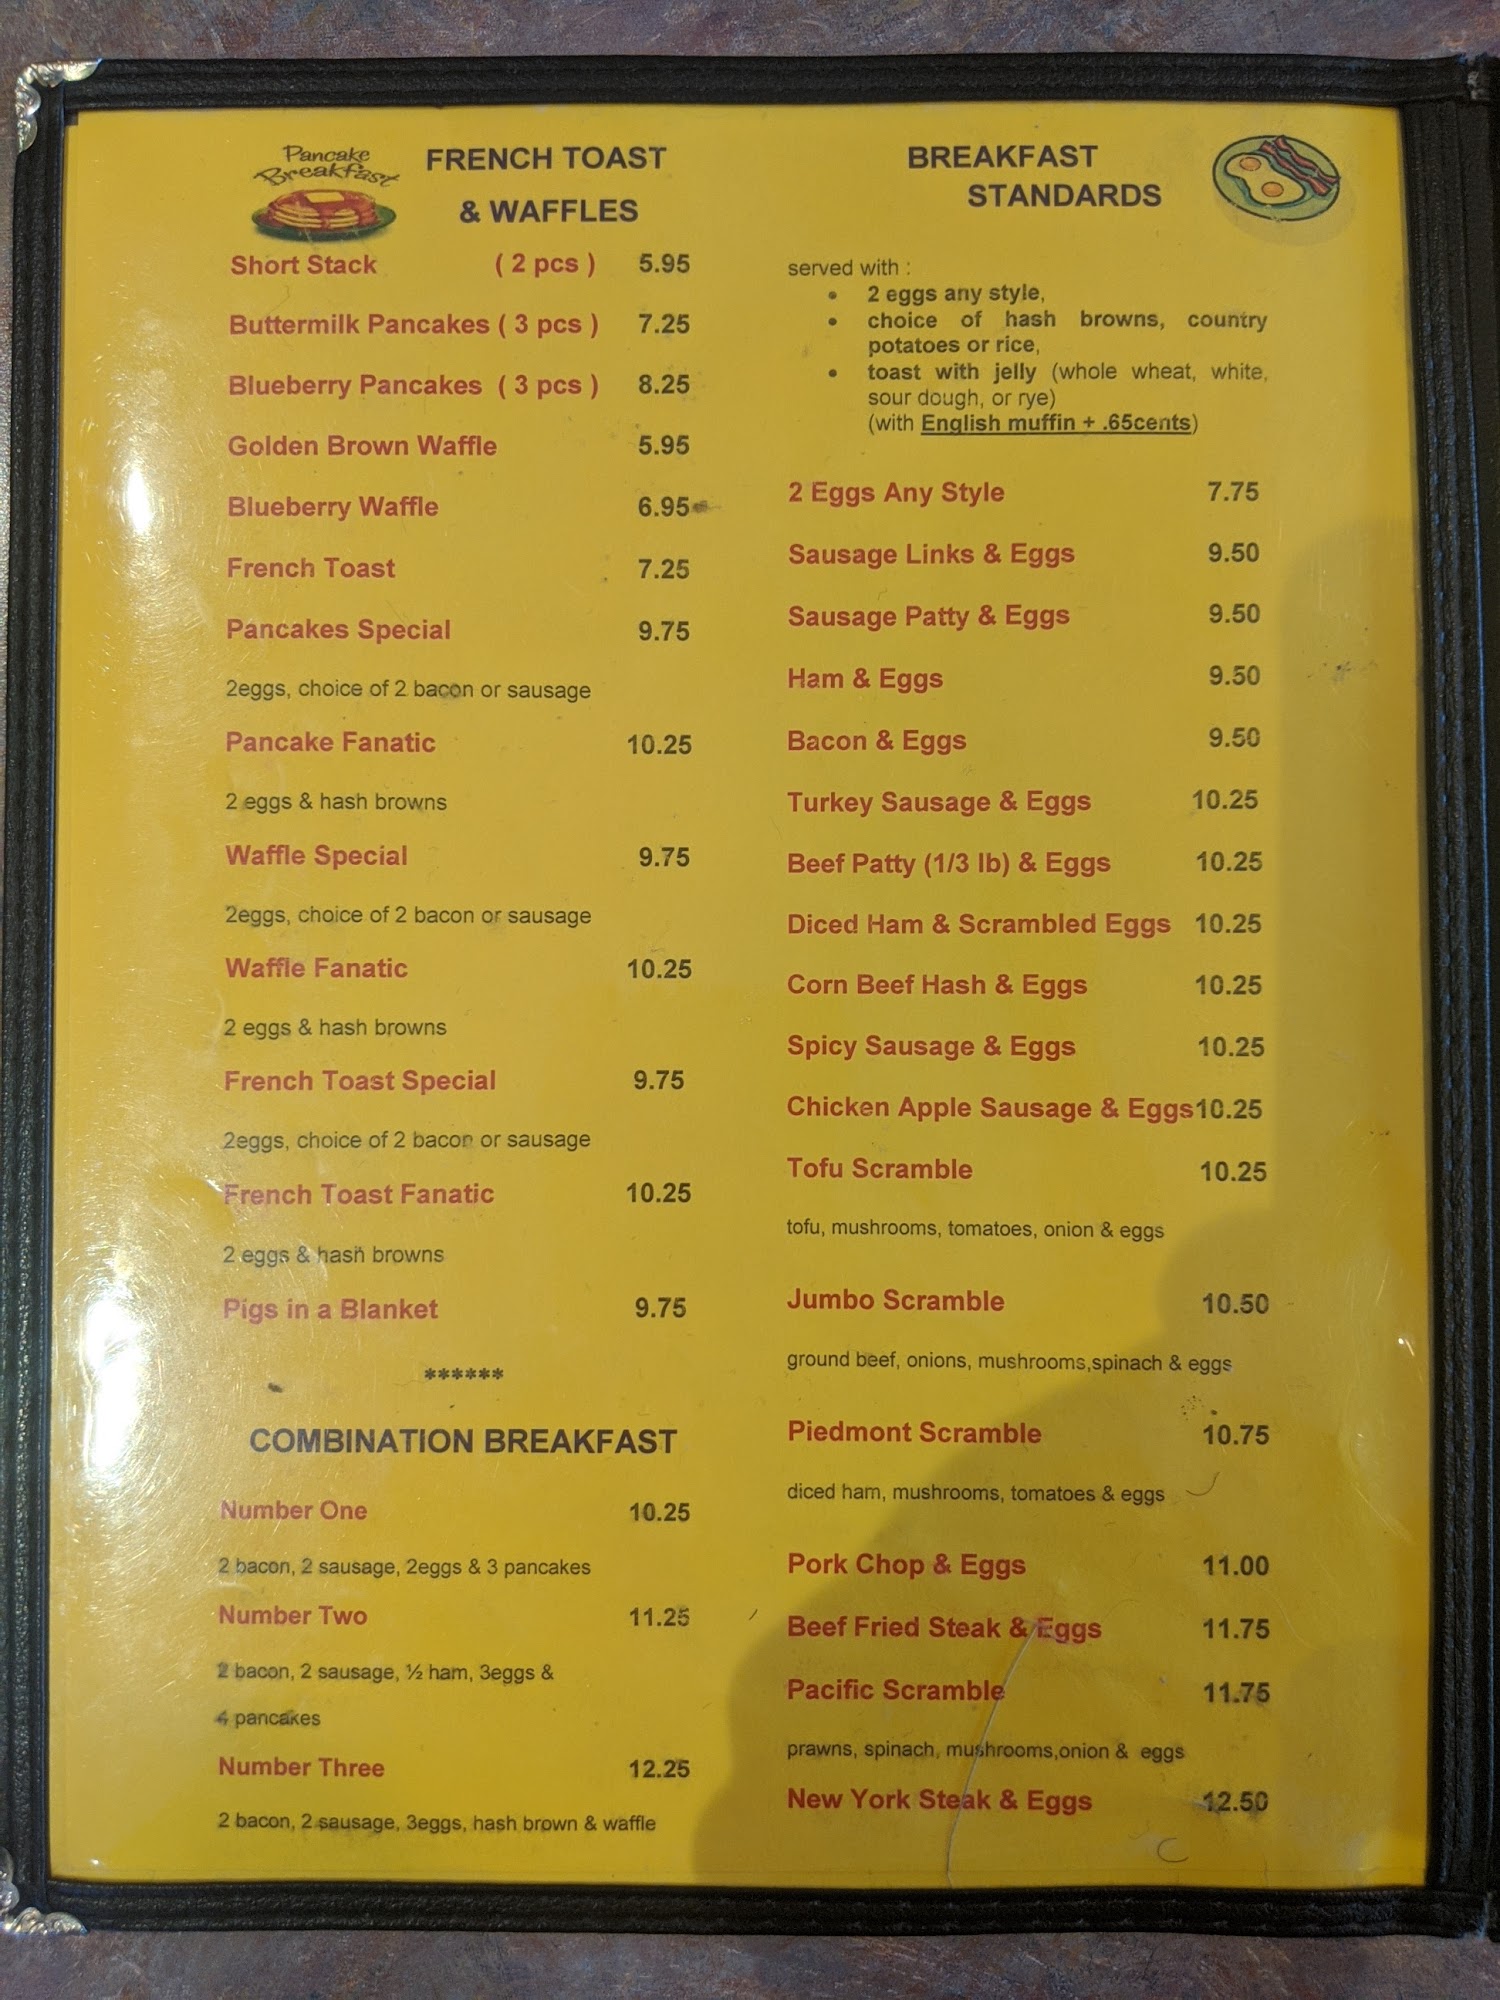 Pancake
Breakfast
FRENCH TOAST
& WAFFLES
Short Stack ( 2 pcs ) 5.95
Buttermilk Pancakes ( 3 pcs ) 7.25
Blueberry Pancakes ( 3 pcs ) 8.25
Golden Brown Waffle 5.95
Blueberry Waffle 6.95
French Toast 7.25
Pancakes Special 9.75
2eggs, choice of 2 bacon or sausage
Pancake Fanatic 10.25
2 eggs & hash browns
Waffle Special 9.75
2eggs, choice of 2 bacon or sausage
Waffle Fanatic 10.25
2 eggs & hash browns
French Toast Special 9.75
2eggs, choice of 2 bacon or sausage
French Toast Fanatic 10.25
2 eggs & hash browns
Pigs in a Blanket 9.75
******
COMBINATION BREAKFAST
Number One 10.25
2 bacon, 2 sausage, 2eggs & 3 pancakes
Number Two 11.25
2 bacon, 2 sausage, ½ ham, 3eggs &
4 pancakes
Number Three 12.25
2 bacon, 2 sausage, 3eggs, hash brown & waffle
BREAKFAST
STANDARDS
served with :
• 2 eggs any style,
• choice of hash browns, country
potatoes or rice,
• toast with jelly (whole wheat, white,
sour dough, or rye)
(with English muffin + .65cents)
2 Eggs Any Style 7.75
Sausage Links & Eggs 9.50
Sausage Patty & Eggs 9.50
Ham & Eggs 9.50
Bacon & Eggs 9.50
Turkey Sausage & Eggs 10.25
Beef Patty (1/3 lb) & Eggs 10.25
Diced Ham & Scrambled Eggs 10.25
Corn Beef Hash & Eggs 10.25
Spicy Sausage & Eggs 10.25
Chicken Apple Sausage & Eggs10.25
Tofu Scramble 10.25
tofu, mushrooms, tomatoes, onion & eggs
Jumbo Scramble 10.50
ground beef, onions, mushrooms,spinach & eggs
Piedmont Scramble 10.75
diced ham, mushrooms, tomatoes & eggs
Pork Chop & Eggs 11.00
Beef Fried Steak & Eggs 11.75
Pacific Scramble 11.75
prawns, spinach, mushrooms,onion & eggs
New York Steak & Eggs 12.50